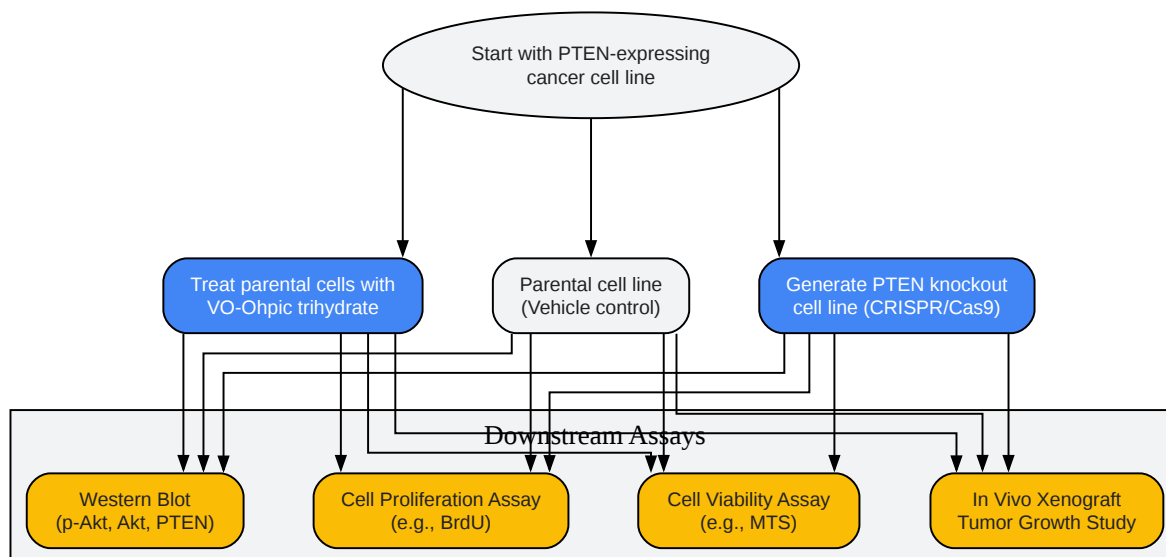 Start with PTEN-expressing
cancer cell line
Treat parental cells with
VO-Ohpic trihydrate
Parental cell line
(Vehicle control)
Generate PTEN knockout
cell line (CRISPR/Cas9)
Downstream Assays
Western Blot
(p-Akt, Akt, PTEN)
Cell Proliferation Assay
(e.g., BrdU)
Cell Viability Assay
(e.g., MTS)
In Vivo Xenograft
Tumor Growth Study